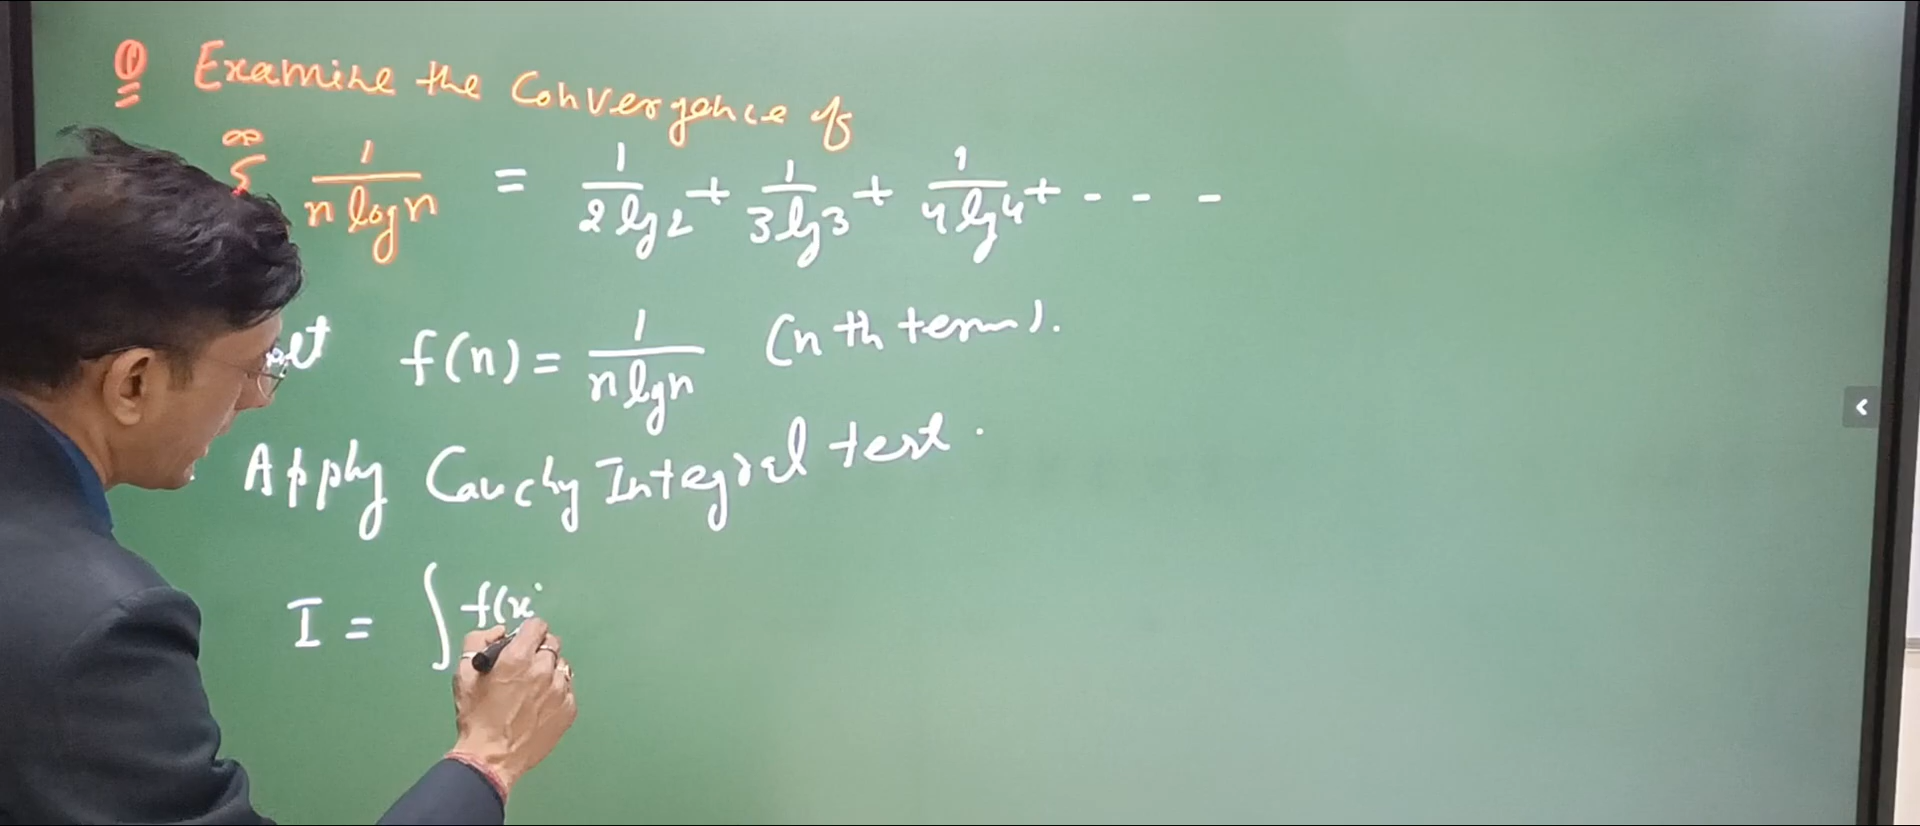 Q Examine the Convergence of
∞ Σ 1/(n log n) = 1/(2 log 2) + 1/(3 log 3) + 1/(4 log 4) + - - -
f(n) = 1/(n log n) (nth term).
Apply Cauchy Integral test.
I = ∫ f(x